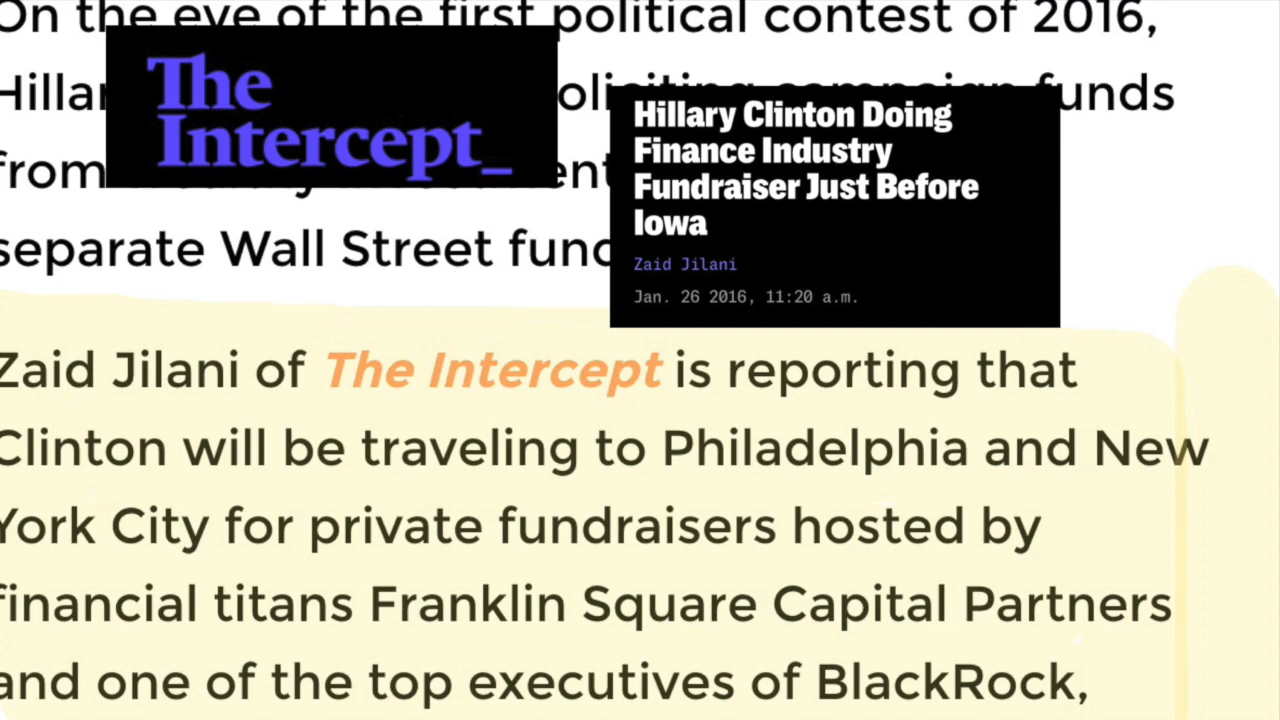 On the eve of the first political contest of 2016,
The
Intercept_
funds
from
separate Wall Street
Hillary Clinton Doing
Finance Industry
Fundraiser Just Before
Iowa
Zaid Jilani
Jan. 26 2016, 11:20 a.m.
Zaid Jilani of The Intercept is reporting that
Clinton will be traveling to Philadelphia and New
York City for private fundraisers hosted by
financial titans Franklin Square Capital Partners
and one of the top executives of BlackRock,